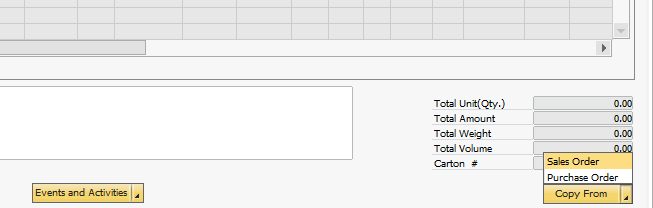 Total Unit(Qty.) 0.00
Total Amount 0.00
Total Weight 0.00
Total Volume 0.00
Carton #
Sales Order
Purchase Order
Events and Activities
Copy From